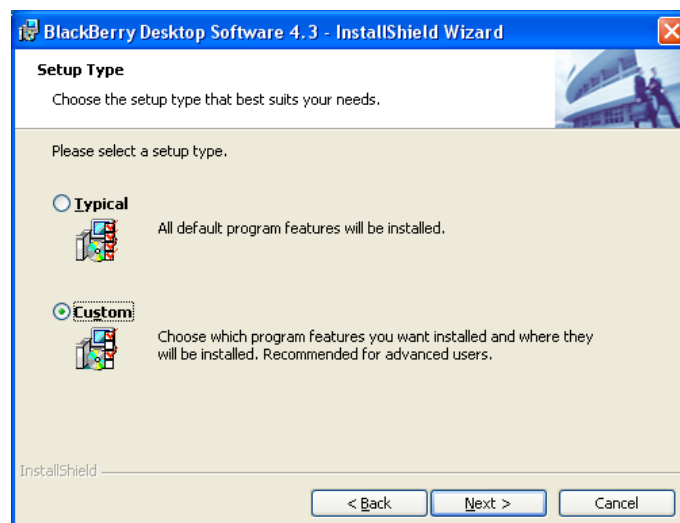 BlackBerry Desktop Software 4.3 - InstallShield Wizard
Setup Type
Choose the setup type that best suits your needs.
Please select a setup type.
Typical
All default program features will be installed.
Custom
Choose which program features you want installed and where they
will be installed. Recommended for advanced users.
InstallShield
< Back
Next >
Cancel